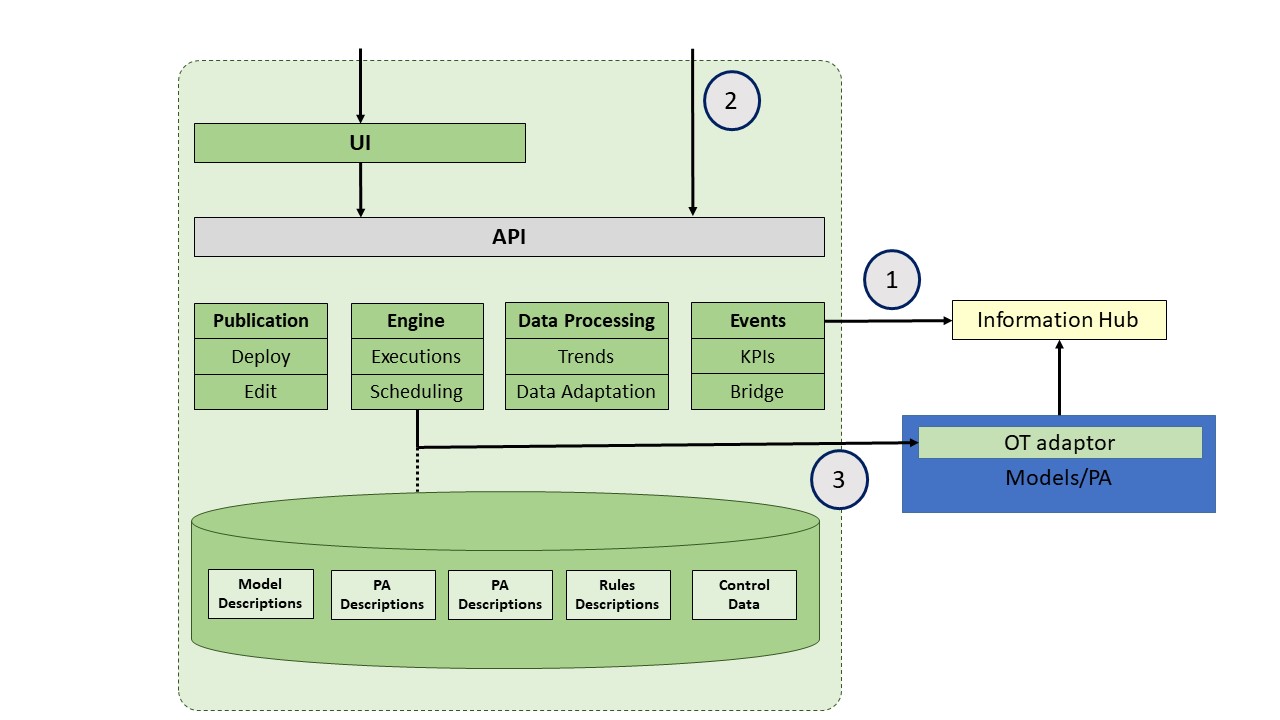 2
UI
API
1
Publication
Deploy
Edit
Engine
Executions
Scheduling
Data Processing
Trends
Data Adaptation
Events
KPIs
Bridge
Information Hub
OT adaptor
Models/PA
3
Model
Descriptions
PA
Descriptions
PA
Descriptions
Rules
Descriptions
Control
Data